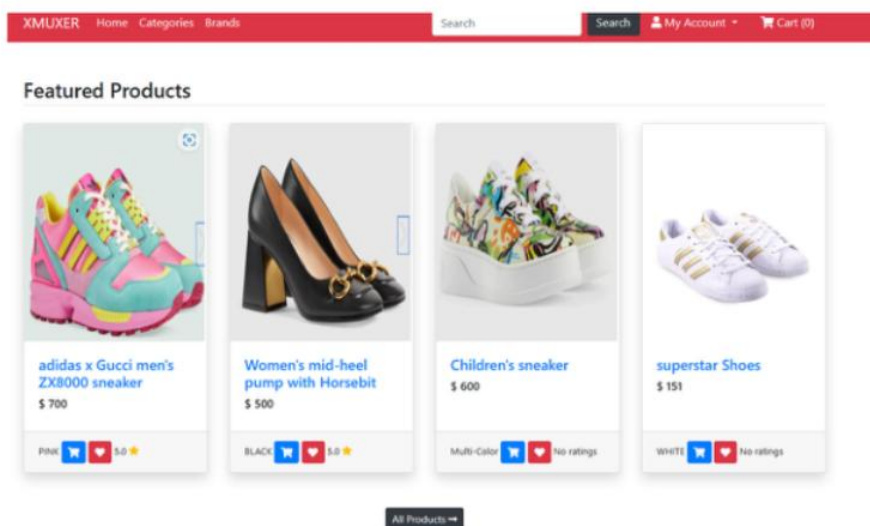 XMUXER Home Categories Brands Search Search My Account Cart (0)
Featured Products
adidas x Gucci men's
ZX8000 sneaker
$ 700
PINK 5.0
Women's mid-heel
pump with Horsebit
$ 500
BLACK 5.0
Children's sneaker
$ 600
Multi-Color No ratings
superstar Shoes
$ 151
WHITE No ratings
All Products →